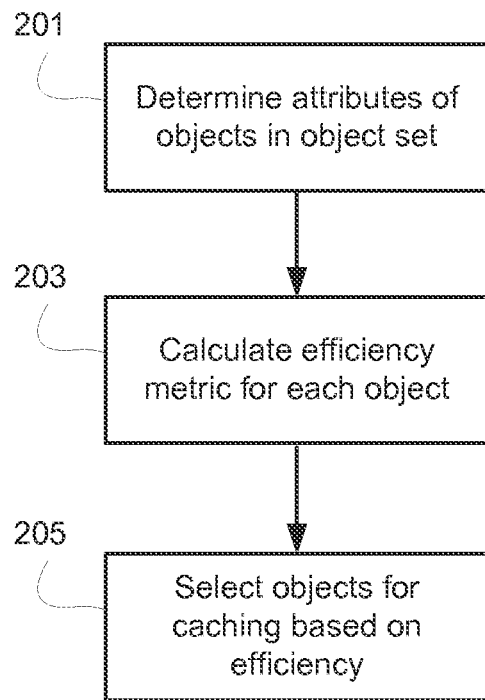 201
Determine attributes of
objects in object set
203
Calculate efficiency
metric for each object
205
Select objects for
caching based on
efficiency